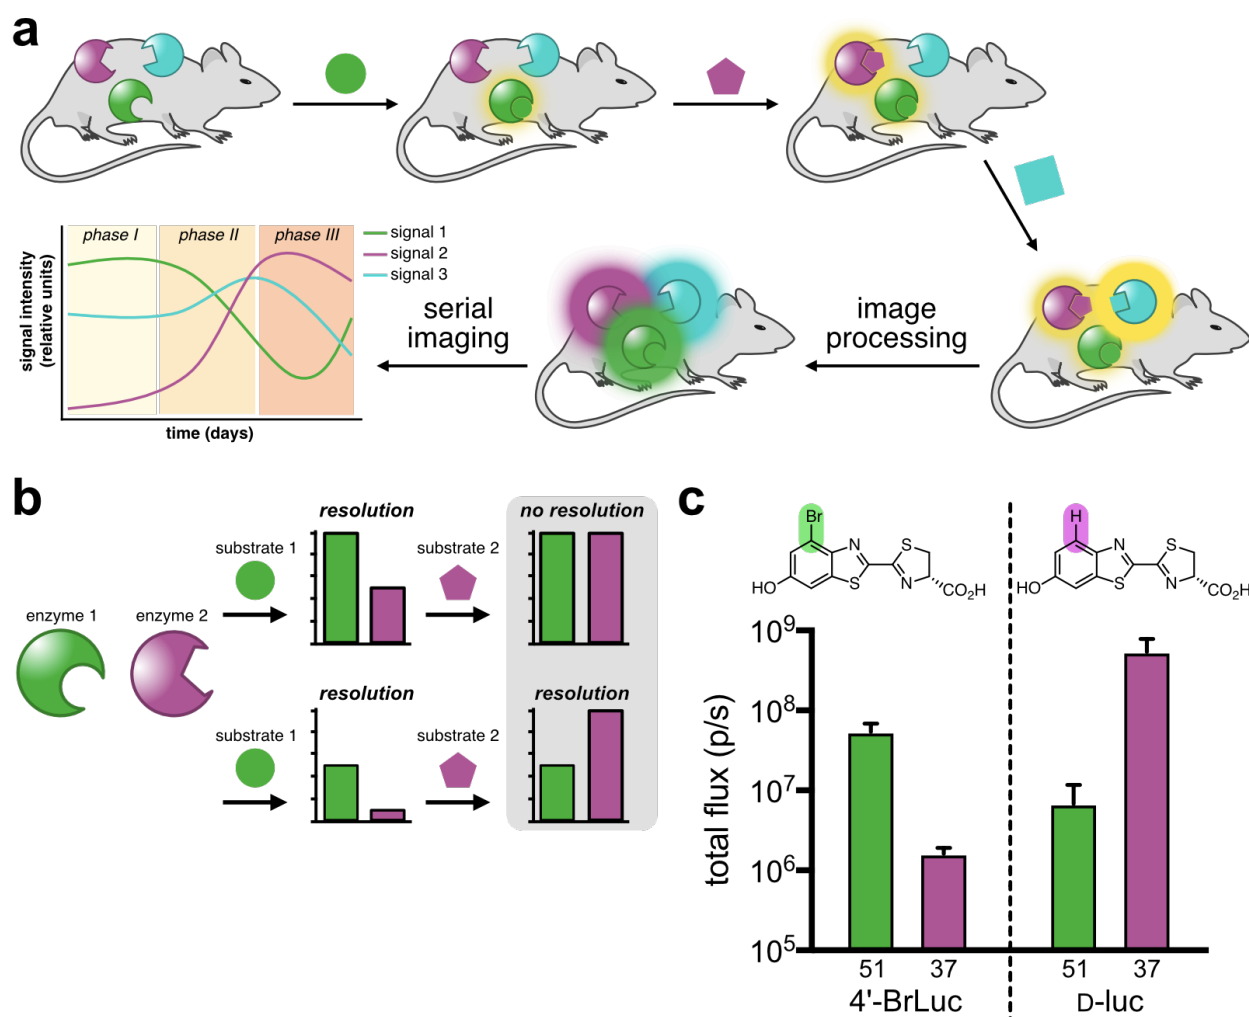 a
phase I
phase II
phase III
signal 1
signal 2
signal 3
signal intensity
(relative units)
time (days)
serial
imaging
image
processing
b
enzyme 1
enzyme 2
substrate 1
resolution
substrate 2
no resolution
substrate 1
resolution
substrate 2
resolution
c
Br
N
S
HO
S
N
CO₂H
H
N
S
HO
S
N
CO₂H
total flux (p/s)
10⁹
10⁸
10⁷
10⁶
10⁵
51
37
51
37
4'-BrLuc
D-luc